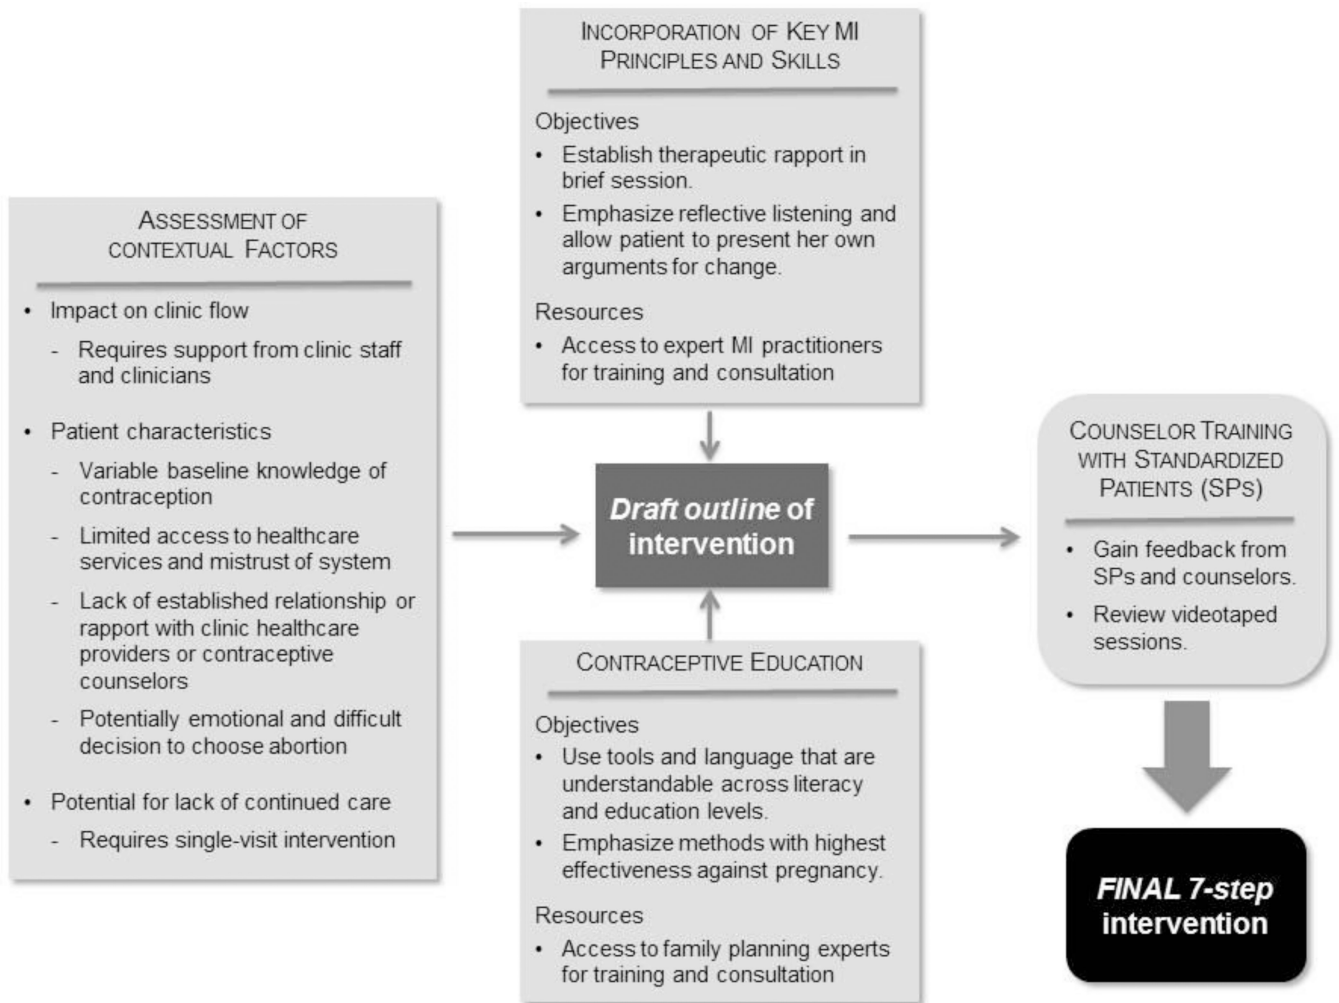 ASSESSMENT OF
CONTEXTUAL FACTORS
• Impact on clinic flow
- Requires support from clinic staff
and clinicians
• Patient characteristics
- Variable baseline knowledge of
contraception
- Limited access to healthcare
services and mistrust of system
- Lack of established relationship or
rapport with clinic healthcare
providers or contraceptive
counselors
- Potentially emotional and difficult
decision to choose abortion
• Potential for lack of continued care
- Requires single-visit intervention
INCORPORATION OF KEY MI
PRINCIPLES AND SKILLS
Objectives
• Establish therapeutic rapport in
brief session.
• Emphasize reflective listening and
allow patient to present her own
arguments for change.
Resources
• Access to expert MI practitioners
for training and consultation
Draft outline of
intervention
CONTRACEPTIVE EDUCATION
Objectives
• Use tools and language that are
understandable across literacy
and education levels.
• Emphasize methods with highest
effectiveness against pregnancy.
Resources
• Access to family planning experts
for training and consultation
COUNSELOR TRAINING
WITH STANDARDIZED
PATIENTS (SPS)
• Gain feedback from
SPs and counselors.
• Review videotaped
sessions.
FINAL 7-step
intervention